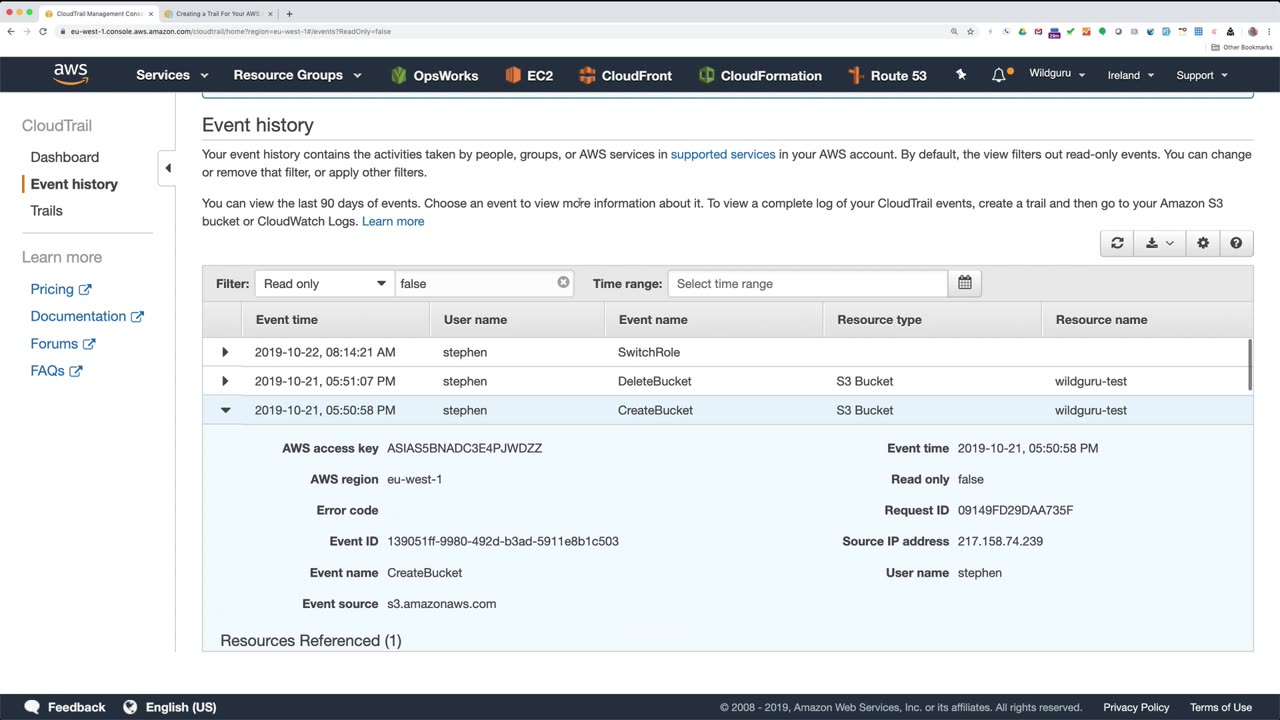 CloudTrail Management Cons
Creating a Trail For Your AWS
eu-west-1.console.aws.amazon.com/cloudtrail/home?region=eu-west-1#/events?ReadOnly=false
Other Bookmarks
aws
Services
Resource Groups
OpsWorks
EC2
CloudFront
CloudFormation
Route 53
Wildguru
Ireland
Support
CloudTrail
Dashboard
Event history
Trails
Learn more
Pricing
Documentation
Forums
FAQs
Event history
Your event history contains the activities taken by people, groups, or AWS services in supported services in your AWS account. By default, the view filters out read-only events. You can change
or remove that filter, or apply other filters.
You can view the last 90 days of events. Choose an event to view more information about it. To view a complete log of your CloudTrail events, create a trail and then go to your Amazon S3
bucket or CloudWatch Logs. Learn more
Filter: Read only false Time range: Select time range
Event time User name Event name Resource type Resource name
2019-10-22, 08:14:21 AM stephen SwitchRole
2019-10-21, 05:51:07 PM stephen DeleteBucket S3 Bucket wildguru-test
2019-10-21, 05:50:58 PM stephen CreateBucket S3 Bucket wildguru-test
AWS access key ASIAS5BNADC3E4PJWDZZ Event time 2019-10-21, 05:50:58 PM
AWS region eu-west-1 Read only false
Error code Request ID 09149FD29DAA735F
Event ID 139051ff-9980-492d-b3ad-5911e8b1c503 Source IP address 217.158.74.239
Event name CreateBucket User name stephen
Event source s3.amazonaws.com
Resources Referenced (1)
Feedback English (US) © 2008 - 2019, Amazon Web Services, Inc. or its affiliates. All rights reserved. Privacy Policy Terms of Use